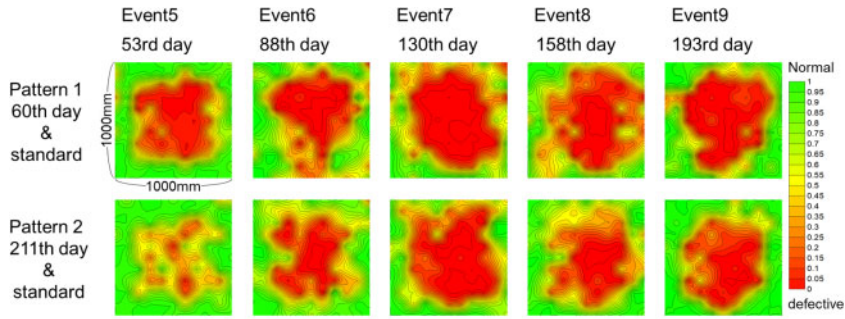 Event5 Event6 Event7 Event8 Event9
53rd day 88th day 130th day 158th day 193rd day
Pattern 1
60th day
&
standard
1000mm
1000mm
Pattern 2
211th day
&
standard
Normal
1
0.95
0.9
0.85
0.8
0.75
0.7
0.65
0.6
0.55
0.5
0.45
0.4
0.35
0.3
0.25
0.2
0.15
0.1
0.05
0
defective